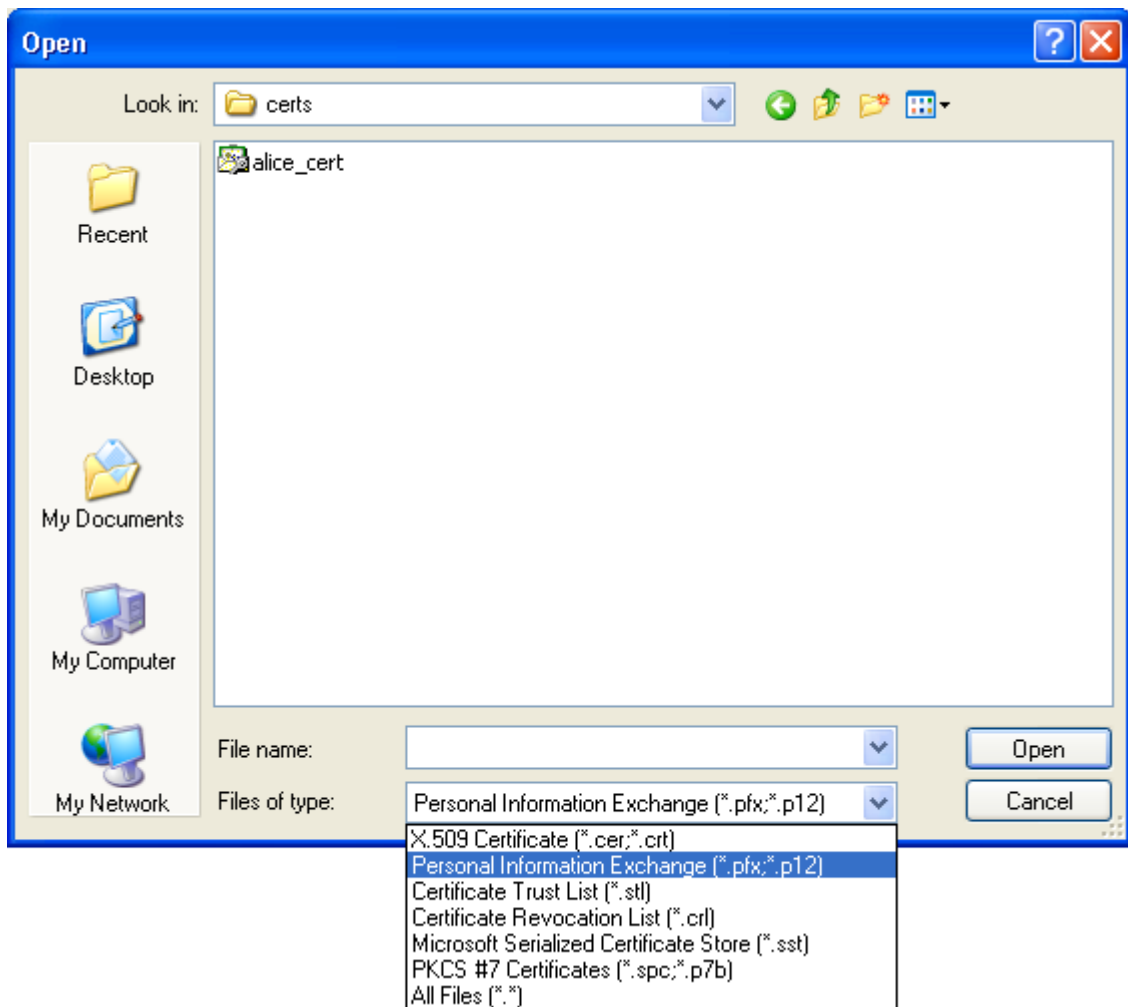 Open
Look in: certs
alice_cert
Recent
Desktop
My Documents
My Computer
My Network
File name:
Open
Files of type: Personal Information Exchange (*.pfx;*.p12)
Cancel
X.509 Certificate (*.cer;*.crt)
Personal Information Exchange (*.pfx;*.p12)
Certificate Trust List (*.stl)
Certificate Revocation List (*.crl)
Microsoft Serialized Certificate Store (*.sst)
PKCS #7 Certificates (*.spc;*.p7b)
All Files (*.*)